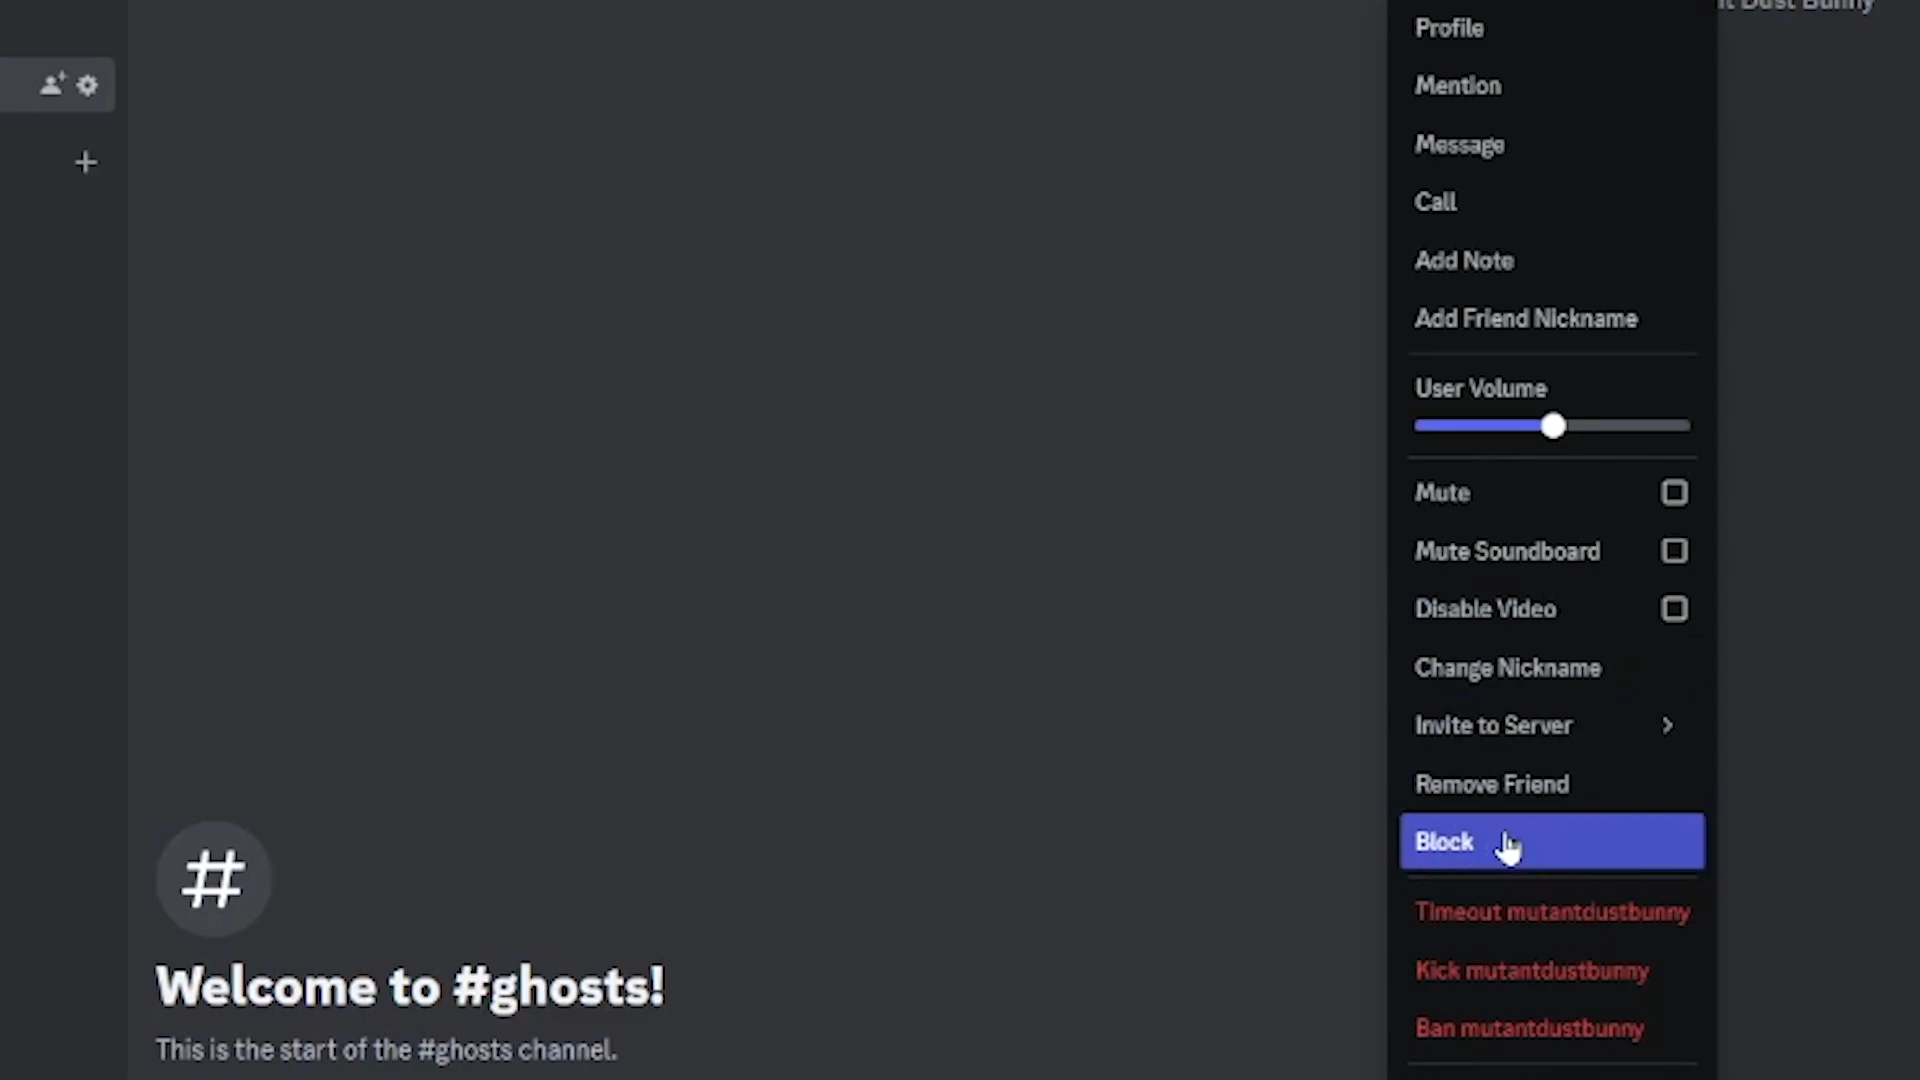 Dust Bunny
Profile
Mention
Message
Call
Add Note
Add Friend Nickname
User Volume
Mute
Mute Soundboard
Disable Video
Change Nickname
Invite to Server
Remove Friend
Block
Timeout mutantdustbunny
Kick mutantdustbunny
Ban mutantdustbunny
#
Welcome to #ghosts!
This is the start of the #ghosts channel.